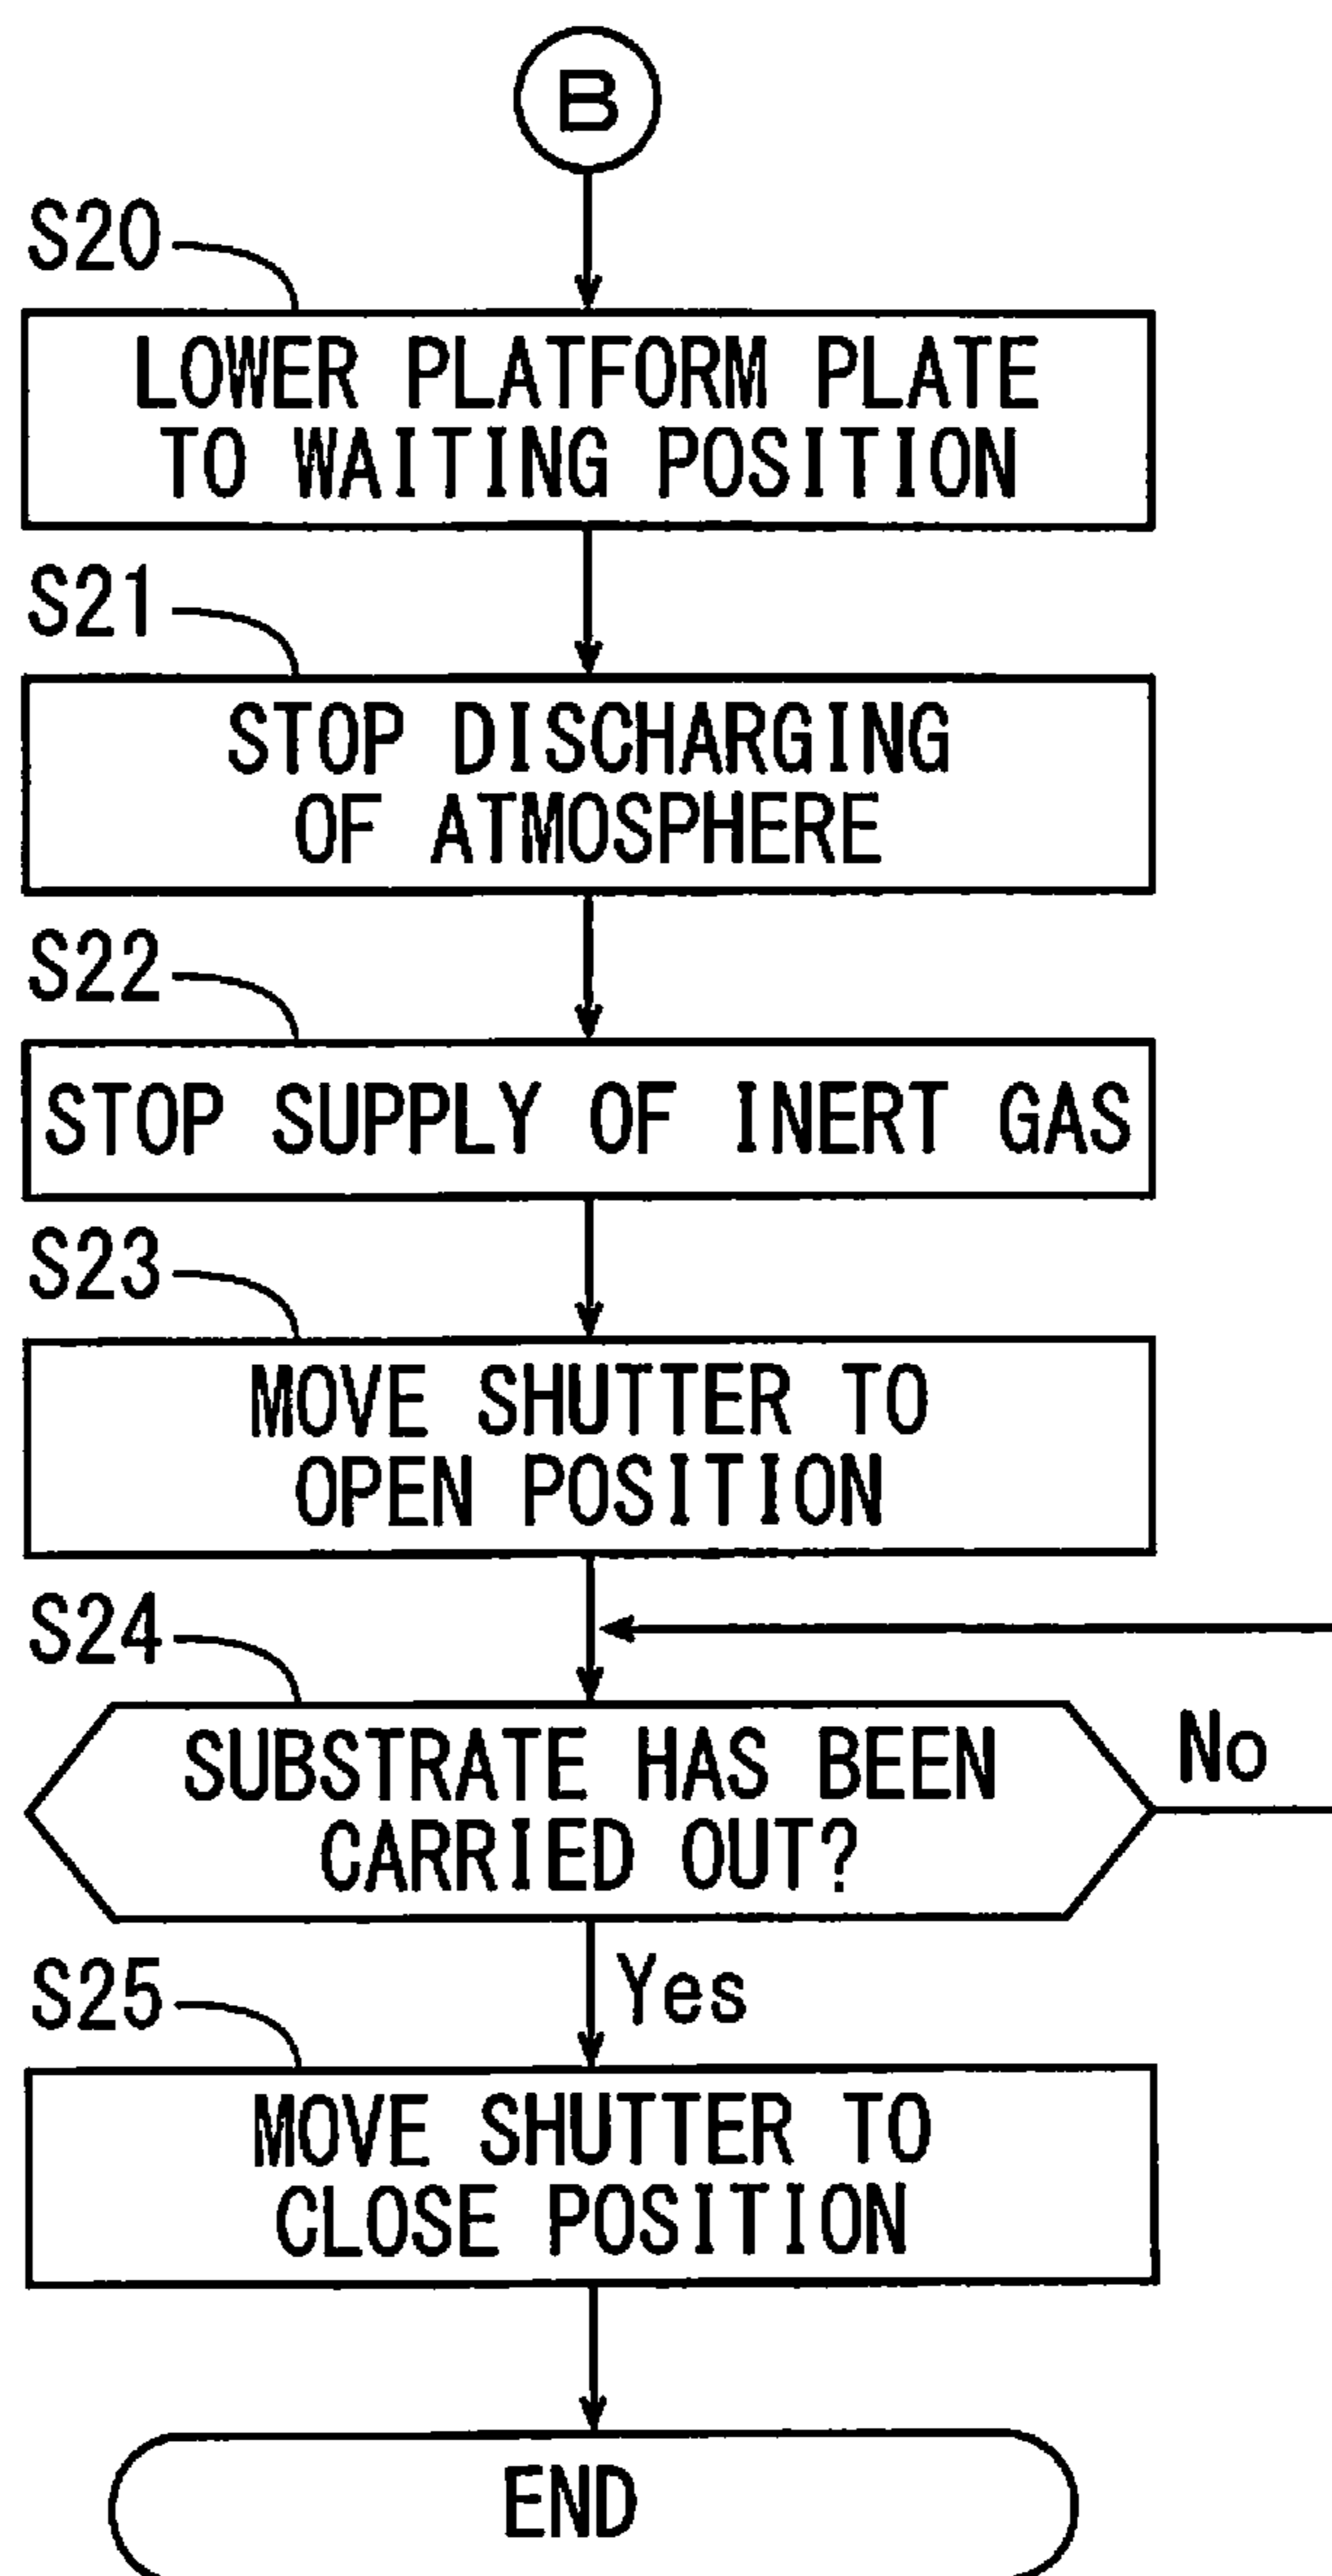 B
S20
LOWER PLATFORM PLATE
TO WAITING POSITION
S21
STOP DISCHARGING
OF ATMOSPHERE
S22
STOP SUPPLY OF INERT GAS
S23
MOVE SHUTTER TO
OPEN POSITION
S24
SUBSTRATE HAS BEEN
CARRIED OUT?
No
Yes
S25
MOVE SHUTTER TO
CLOSE POSITION
END